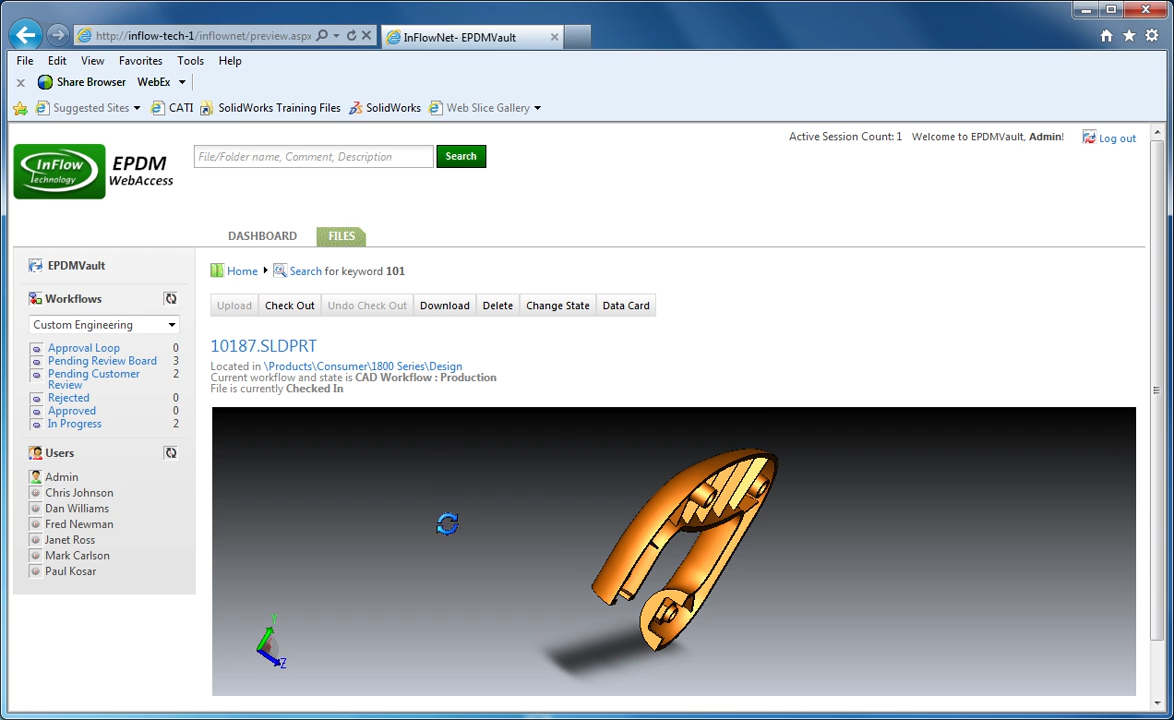 http://inflow-tech-1/inflownet/preview.aspx
InFlowNet- EPDMVault
File Edit View Favorites Tools Help
x Share Browser WebEx
Suggested Sites CATI SolidWorks Training Files SolidWorks Web Slice Gallery
Active Session Count: 1 Welcome to EPDMVault, Admin! Log out
InFlow Technology
EPDM
WebAccess
File/Folder name, Comment, Description Search
DASHBOARD FILES
EPDMVault
Workflows
Custom Engineering
Approval Loop 0
Pending Review Board 3
Pending Customer 2
Review
Rejected 0
Approved 0
In Progress 2
Users
Admin
Chris Johnson
Dan Williams
Fred Newman
Janet Ross
Mark Carlson
Paul Kosar
Home Search for keyword 101
Upload Check Out Undo Check Out Download Delete Change State Data Card
10187.SLDPRT
Located in \Products\Consumer\1800 Series\Design
Current workflow and state is CAD Workflow : Production
File is currently Checked In
Y
Z